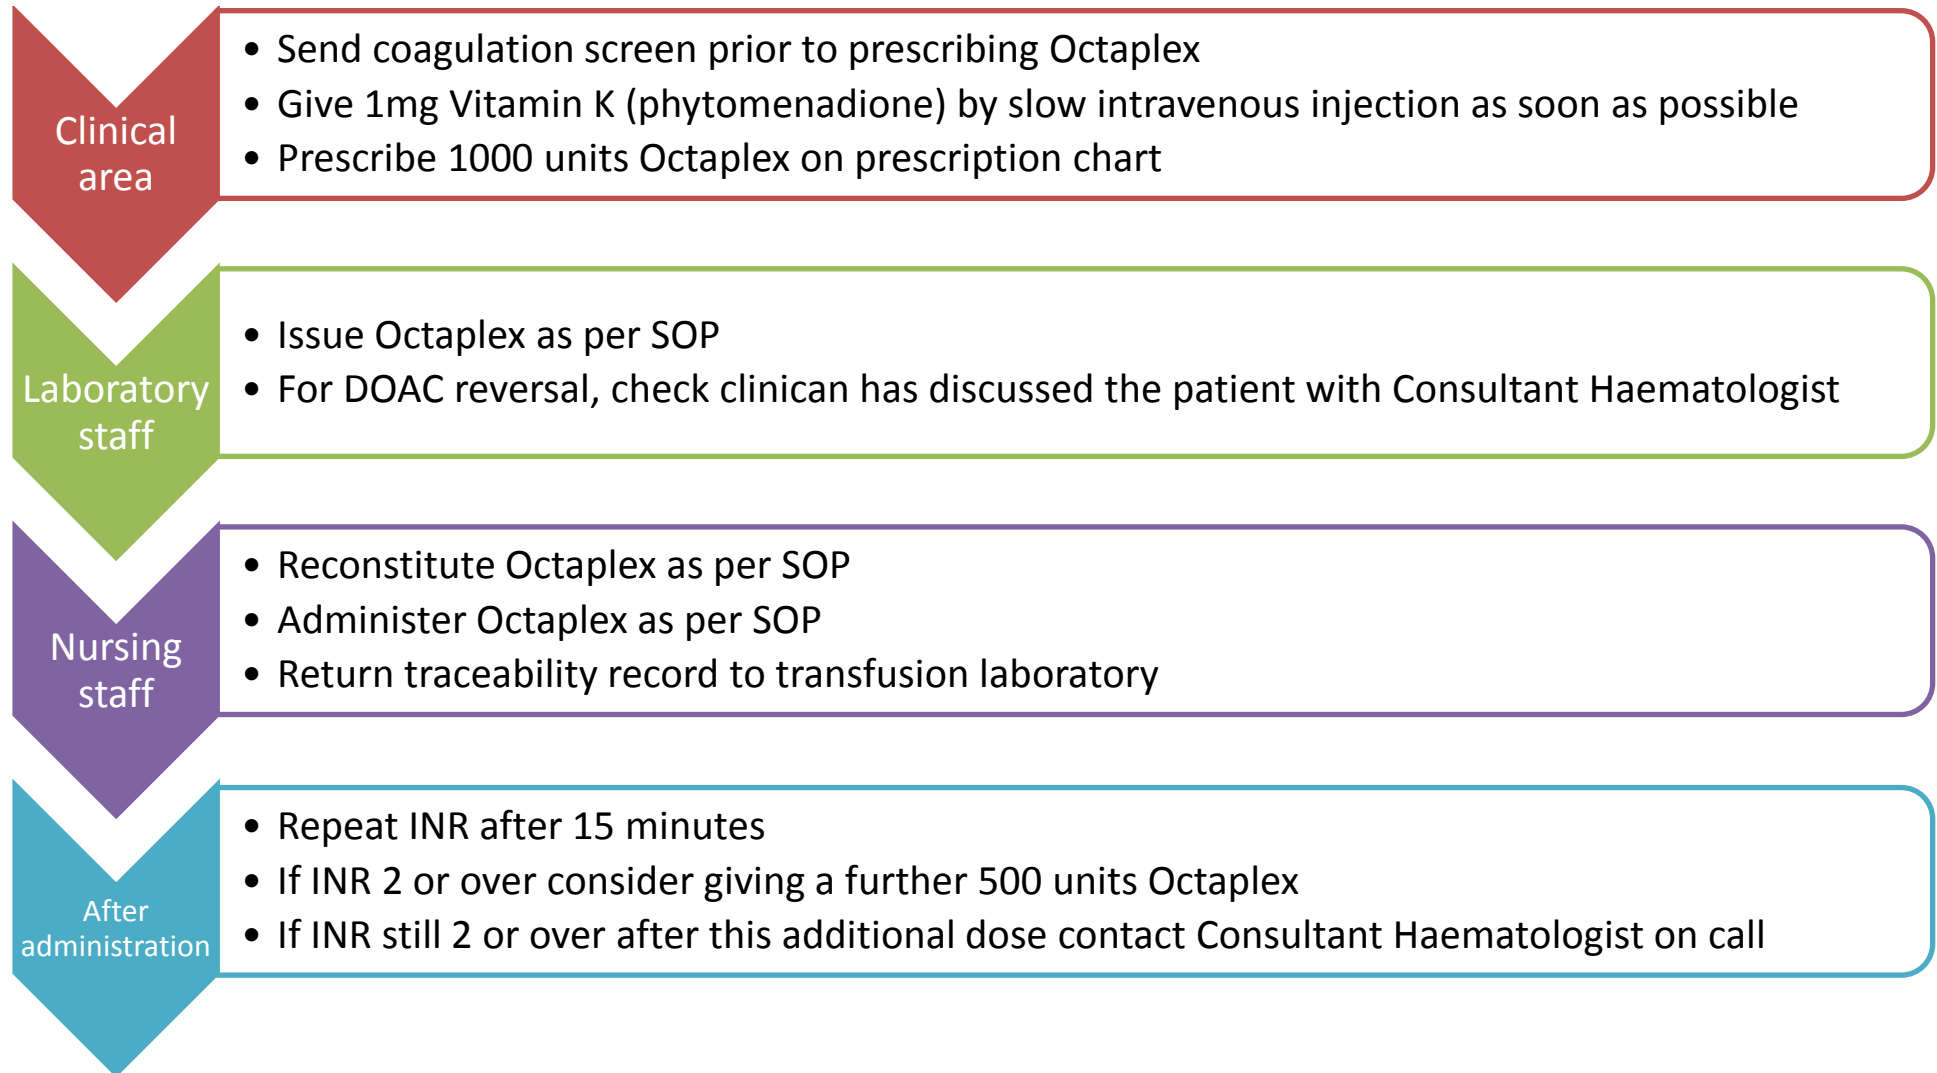 Clinical
area
• Send coagulation screen prior to prescribing Octaplex
• Give 1mg Vitamin K (phytomenadione) by slow intravenous injection as soon as possible
• Prescribe 1000 units Octaplex on prescription chart
Laboratory
staff
• Issue Octaplex as per SOP
• For DOAC reversal, check clinican has discussed the patient with Consultant Haematologist
Nursing
staff
• Reconstitute Octaplex as per SOP
• Administer Octaplex as per SOP
• Return traceability record to transfusion laboratory
After
administration
• Repeat INR after 15 minutes
• If INR 2 or over consider giving a further 500 units Octaplex
• If INR still 2 or over after this additional dose contact Consultant Haematologist on call